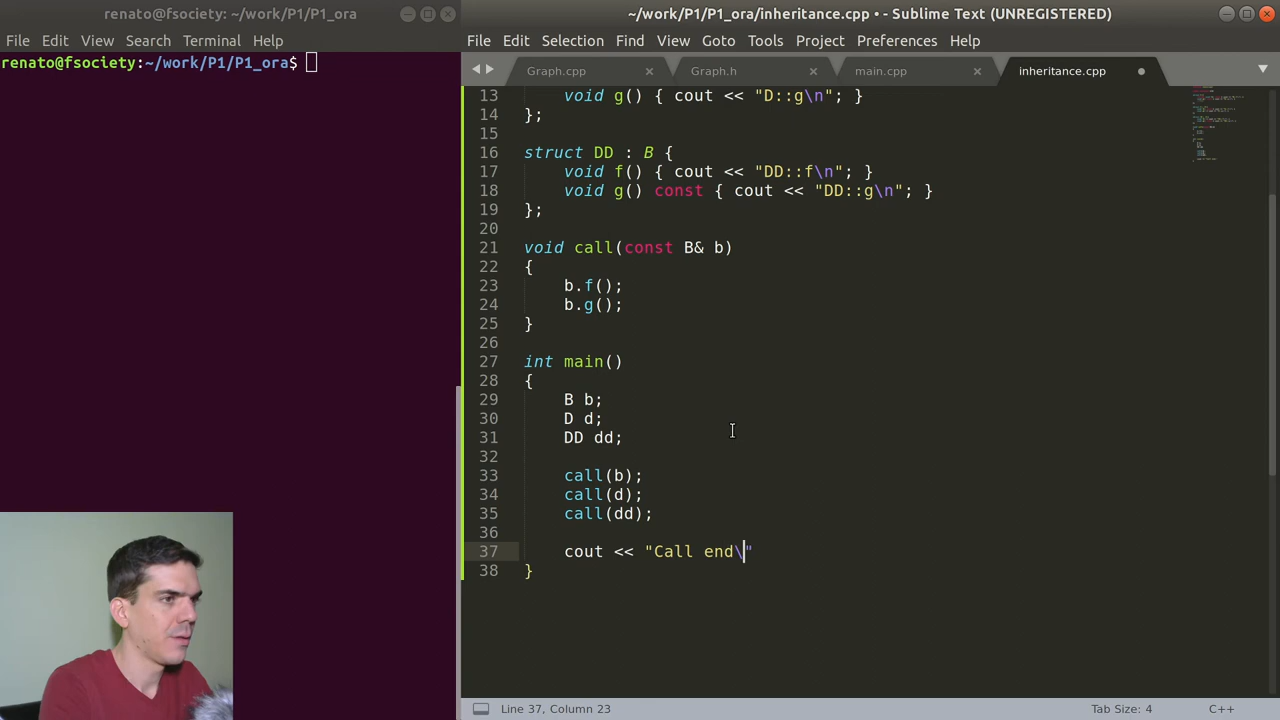 renato@fsociety: ~/work/P1/P1_ora
File Edit View Search Terminal Help
renato@fsociety:~/work/P1/P1_ora$
~/work/P1/P1_ora/inheritance.cpp • - Sublime Text (UNREGISTERED)
File Edit Selection Find View Goto Tools Project Preferences Help
Graph.cpp Graph.h main.cpp inheritance.cpp
13 void g() { cout << "D::g\n"; }
14 };
15
16 struct DD : B {
17 void f() { cout << "DD::f\n"; }
18 void g() const { cout << "DD::g\n"; }
19 };
20
21 void call(const B& b)
22 {
23 b.f();
24 b.g();
25 }
26
27 int main()
28 {
29 B b;
30 D d;
31 DD dd;
32
33 call(b);
34 call(d);
35 call(dd);
36
37 cout << "Call end\"
38 }
Line 37, Column 23
Tab Size: 4
C++